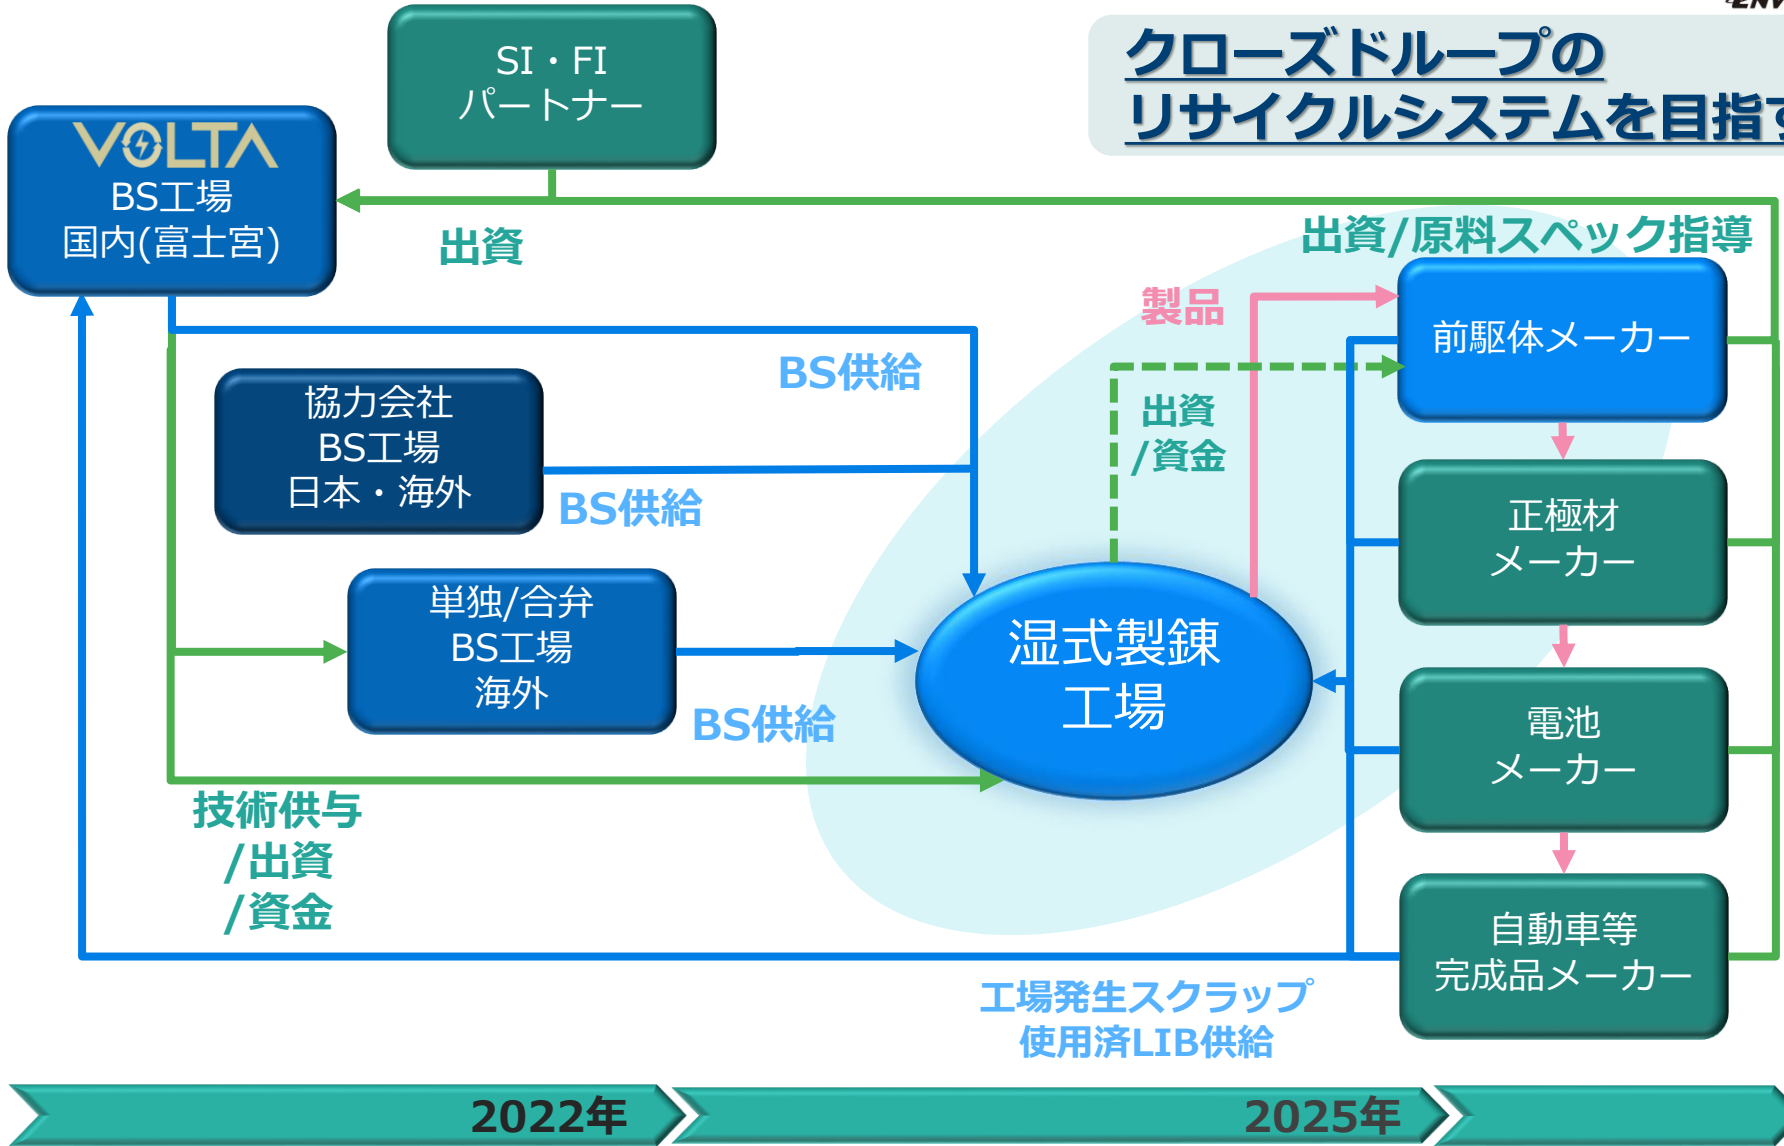 SI・FI
パートナー
クローズドループの
リサイクルシステムを目指す
VOLTA
BS工場
国内(富士宮)
出資
出資/原料スペック指導
製品
前駆体メーカー
BS供給
出資
/資金
協力会社
BS工場
日本・海外
BS供給
正極材
メーカー
単独/合弁
BS工場
海外
BS供給
湿式製錬
工場
電池
メーカー
技術供与
/出資
/資金
自動車等
完成品メーカー
工場発生スクラップ
使用済LIB供給
2022年
2025年